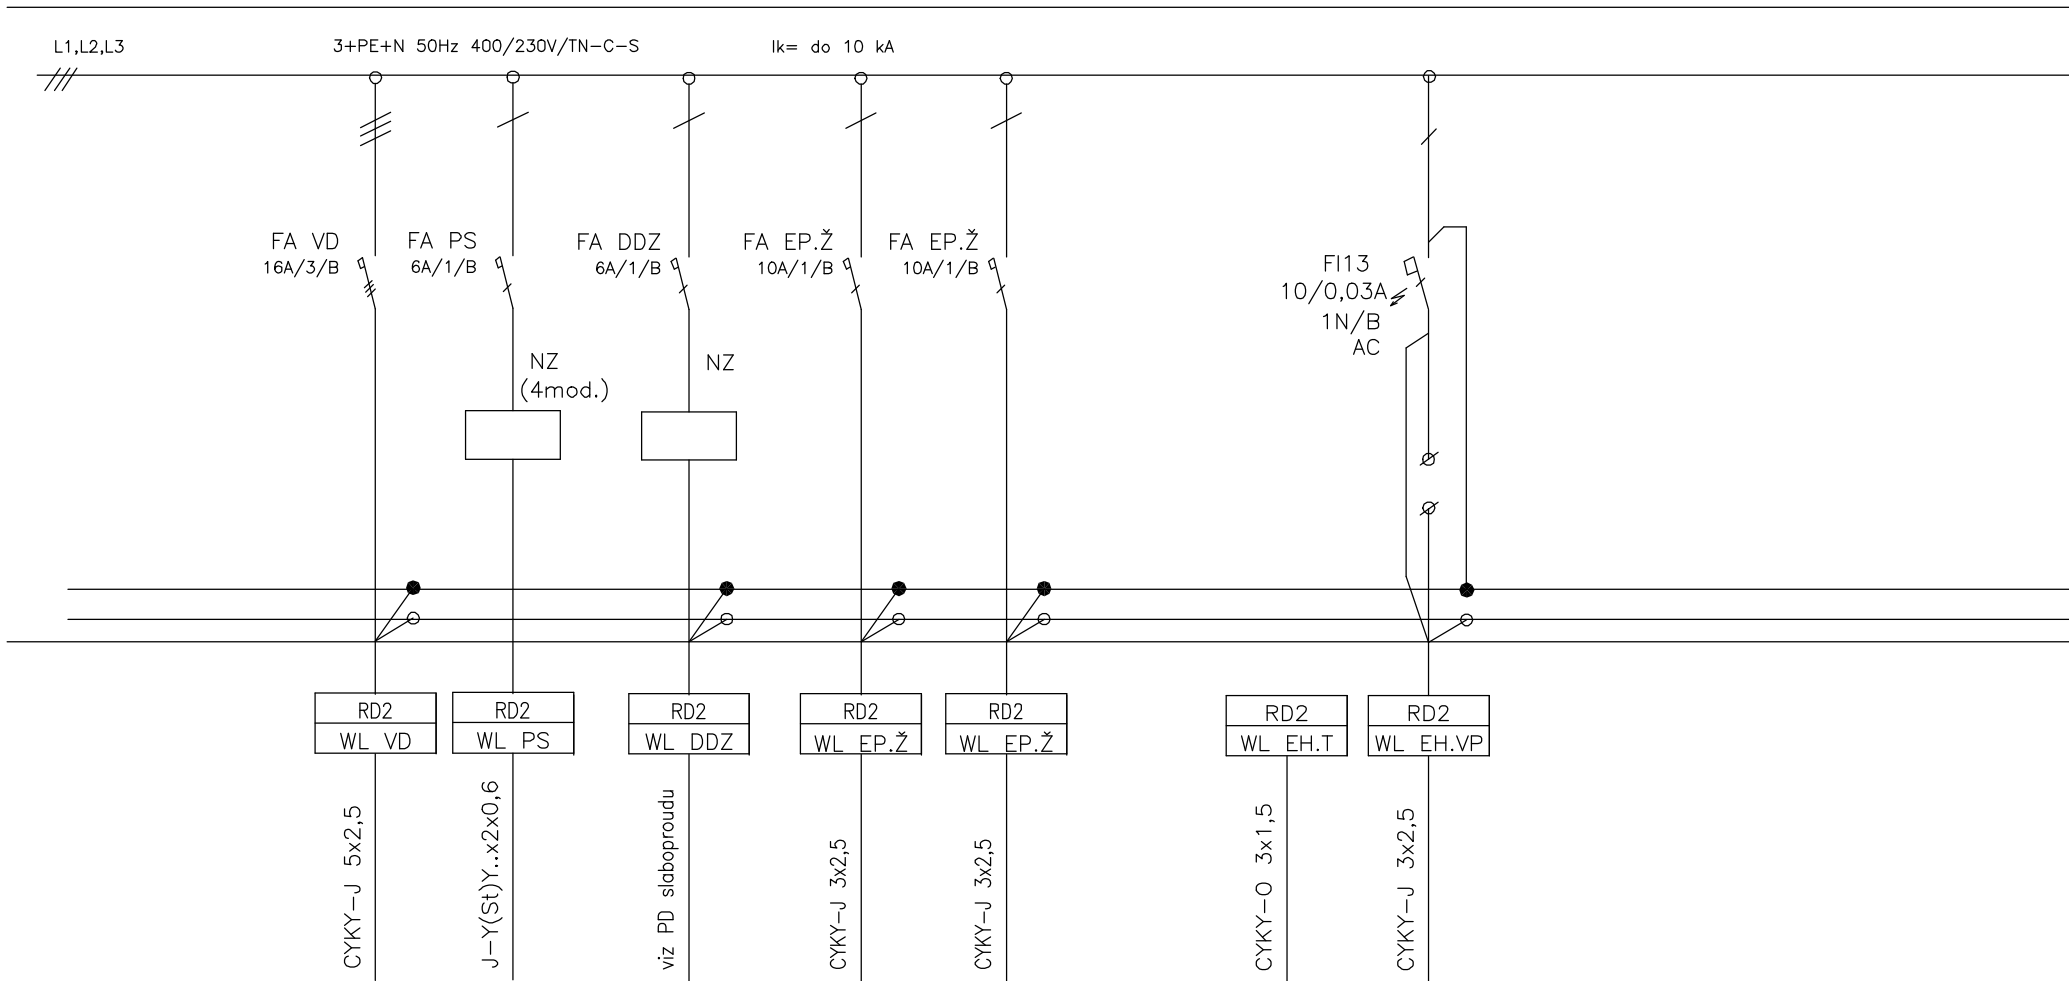 L1,L2,L3
3+PE+N 50Hz 400/230V/TN-C-S
Ik= do 10 kA
FA VD
16A/3/B
FA PS
6A/1/B
FA DDZ
6A/1/B
FA EP.Ž
10A/1/B
FA EP.Ž
10A/1/B
FI13
10/0,03A
1N/B
AC
NZ
(4mod.)
NZ
RD2
WL VD
RD2
WL PS
RD2
WL DDZ
RD2
WL EP.Ž
RD2
WL EP.Ž
RD2
WL EH.T
RD2
WL EH.VP
CYKY-J 5x2,5
J-Y(St)Y..x2x0,6
viz PD slaboproudu
CYKY-J 3x2,5
CYKY-J 3x2,5
CYKY-O 3x1,5
CYKY-J 3x2,5